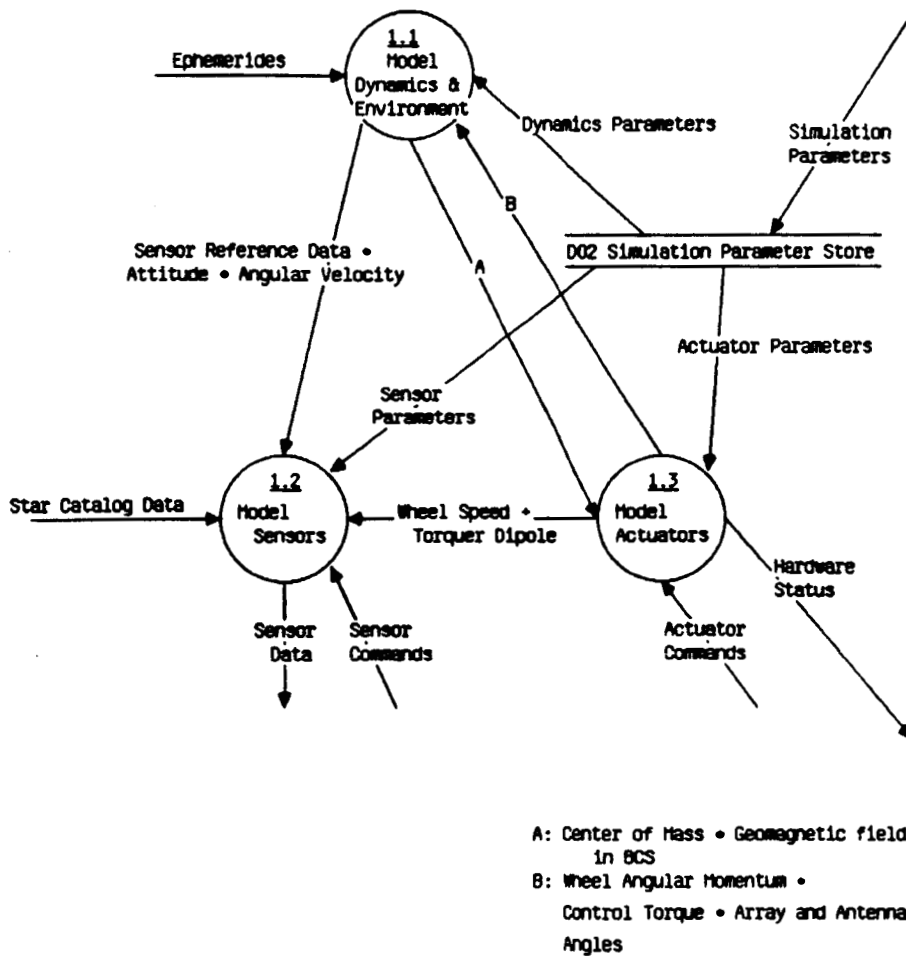 1.1
Model
Dynamics &
Environment
Ephemerides
Dynamics Parameters
Simulation
Parameters
B
A
Sensor Reference Data •
Attitude • Angular Velocity
D02 Simulation Parameter Store
Actuator Parameters
Sensor
Parameters
1.2
Model
Sensors
Star Catalog Data
Wheel Speed +
Torquer Dipole
1.3
Model
Actuators
Hardware
Status
Sensor
Data
Sensor
Commands
Actuator
Commands
A: Center of Mass • Geomagnetic field
in BCS
B: Wheel Angular Momentum •
Control Torque • Array and Antenna
Angles